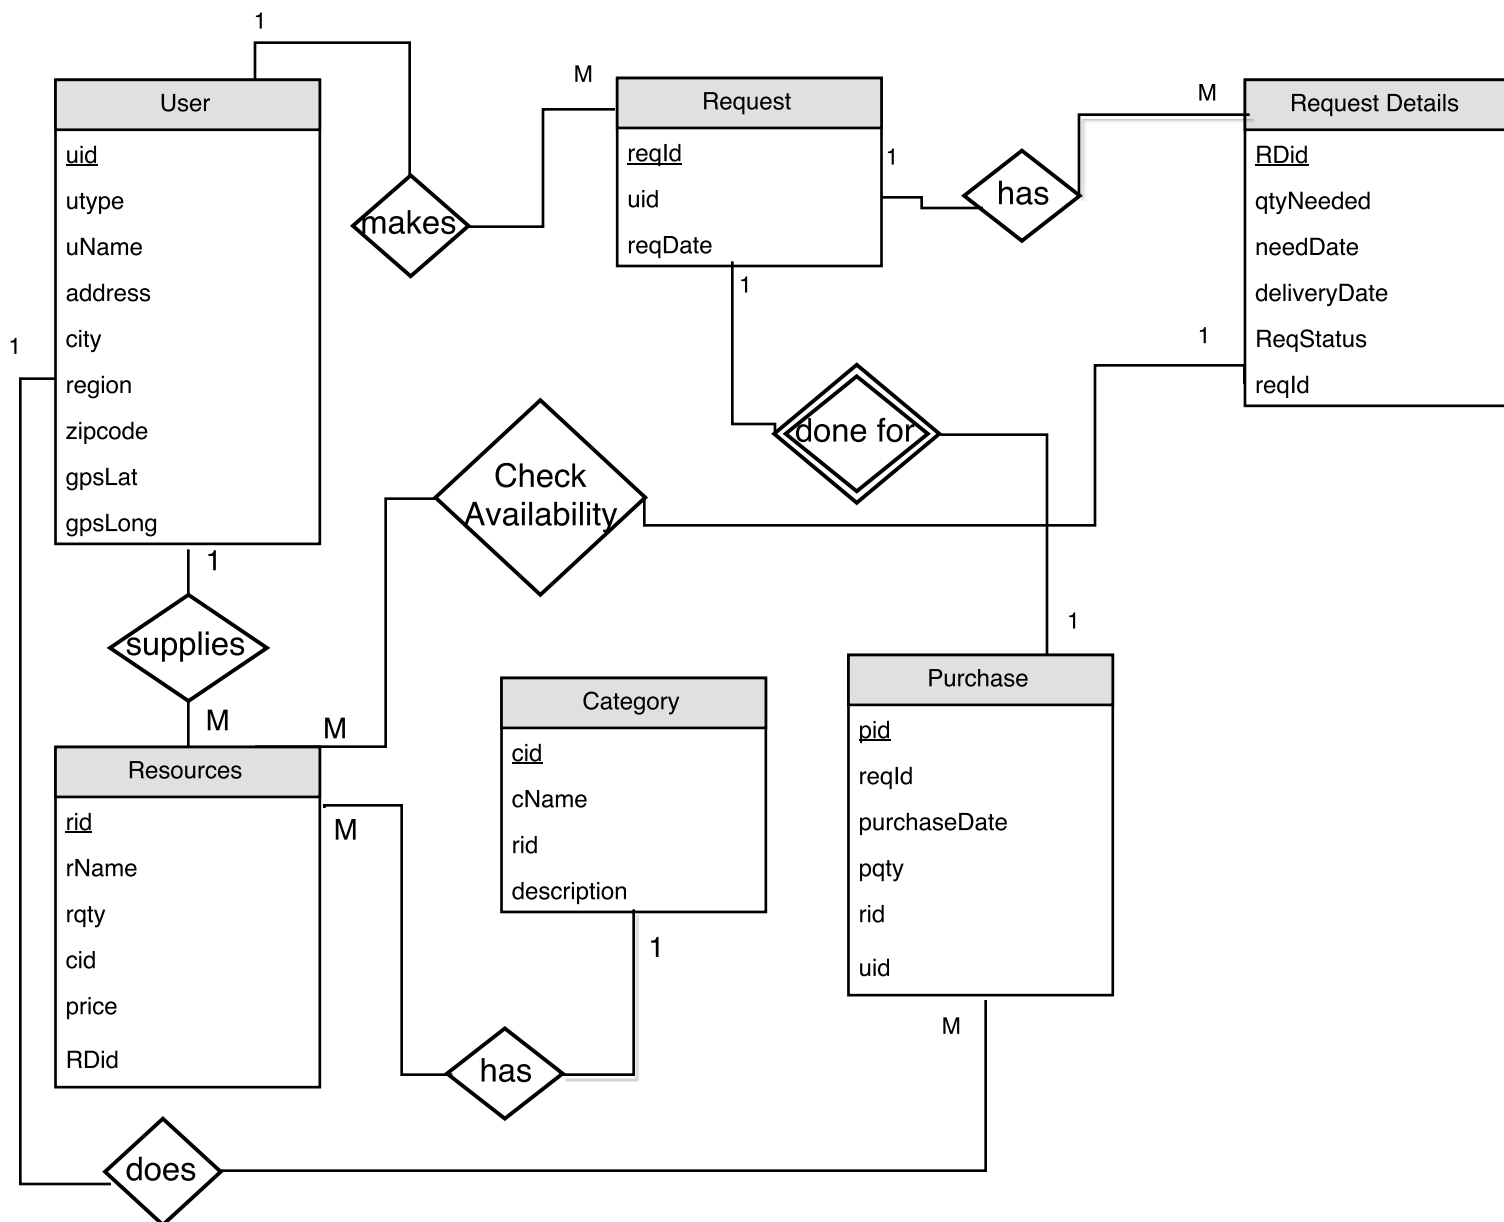 1
User
uid
utype
uName
address
city
region
zipcode
gpsLat
gpsLong
makes
M
Request
reqId
uid
reqDate
1
has
M
Request Details
RDid
qtyNeeded
needDate
deliveryDate
ReqStatus
reqId
1
1
1
done for
Check
Availability
1
supplies
M
M
Resources
rid
rName
rqty
cid
price
RDid
M
Category
cid
cName
rid
description
1
has
1
Purchase
pid
reqId
purchaseDate
pqty
rid
uid
M
does